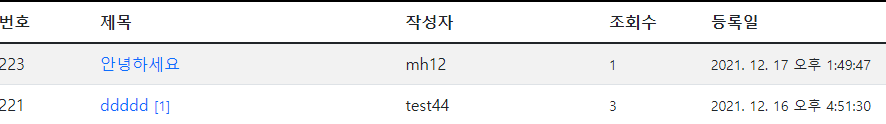 번호 제목 작성자 조회수 등록일
223 안녕하세요 mh12 1 2021. 12. 17 오후 1:49:47
221 ddddd [1] test44 3 2021. 12. 16 오후 4:51:30